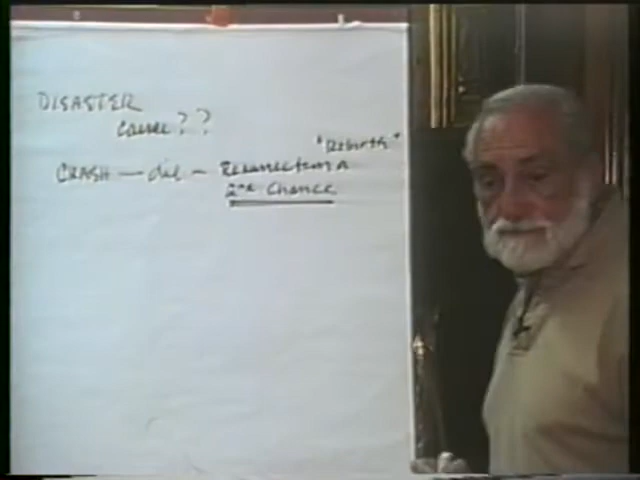 DISASTER
cause??
"Rebirth"
CRASH — die — Resurrection
2nd Chance